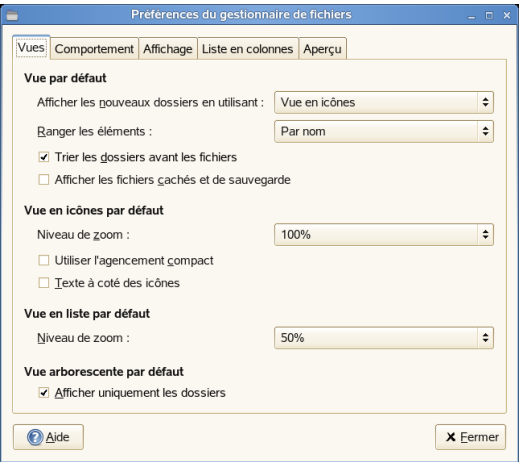 Préférences du gestionnaire de fichiers
Vues Comportement Affichage Liste en colonnes Aperçu
Vue par défaut
Afficher les nouveaux dossiers en utilisant : Vue en icônes
Ranger les éléments : Par nom
Trier les dossiers avant les fichiers
Afficher les fichiers cachés et de sauvegarde
Vue en icônes par défaut
Niveau de zoom : 100%
Utiliser l'agencement compact
Texte à coté des icônes
Vue en liste par défaut
Niveau de zoom : 50%
Vue arborescente par défaut
Afficher uniquement les dossiers
Aide Fermer